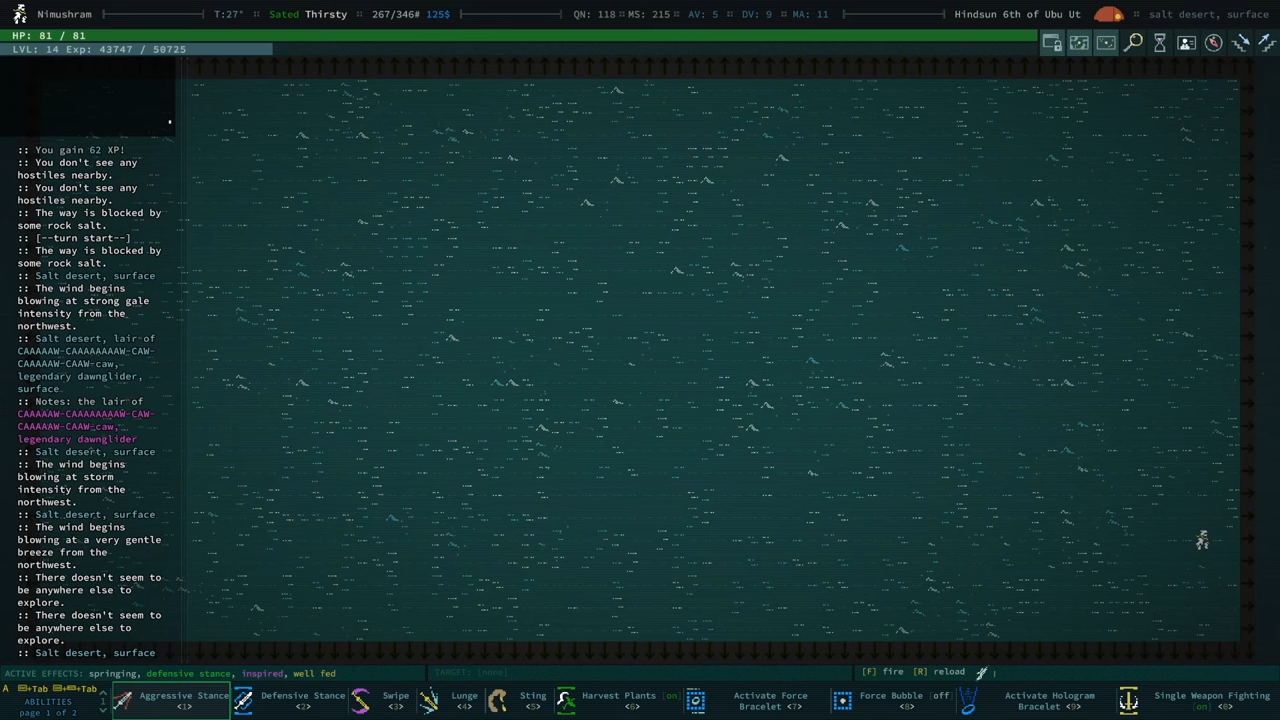 Nimushram T:27° :: Sated Thirsty :: 267/346# 125$ QN: 118 :: MS: 215 :: AV: 5 :: DV: 9 :: MA: 11 Hindsun 6th of Ubu Ut :: salt desert, surface
HP: 81 / 81
LVL: 14 Exp: 43747 / 50725
:: You gain 62 XP!
:: You don't see any
hostiles nearby.
:: You don't see any
hostiles nearby.
:: The way is blocked by
some rock salt.
:: [--turn start--]
:: The way is blocked by
some rock salt.
:: Salt desert, surface
:: The wind begins
blowing at strong gale
intensity from the
northwest.
:: Salt desert, lair of
CAAAAAW-CAAAAAAAAW-CAW-
CAAAAAW-CAAW-caw,
legendary dawnglider,
surface
:: Notes: the lair of
CAAAAAW-CAAAAAAAAW-CAW-
CAAAAAW-CAAW-caw,
legendary dawnglider
:: Salt desert, surface
:: The wind begins
blowing at storm
intensity from the
northwest.
:: Salt desert, surface
:: The wind begins
blowing at a very gentle
breeze from the
northwest.
:: There doesn't seem to
be anywhere else to
explore.
:: There doesn't seem to
be anywhere else to
explore.
:: Salt desert, surface
ACTIVE EFFECTS: springing, defensive stance, inspired, well fed TARGET: [none] [F] fire [R] reload
A +Tab +Tab
ABILITIES 1
page 1 of 2
Aggressive Stance <1>
Defensive Stance <2>
Swipe <3>
Lunge <4>
Sting <5>
Harvest Plants [on] <6>
Activate Force Bracelet <7>
Force Bubble off <8>
Activate Hologram Bracelet <9>
Single Weapon Fighting [on] <0>